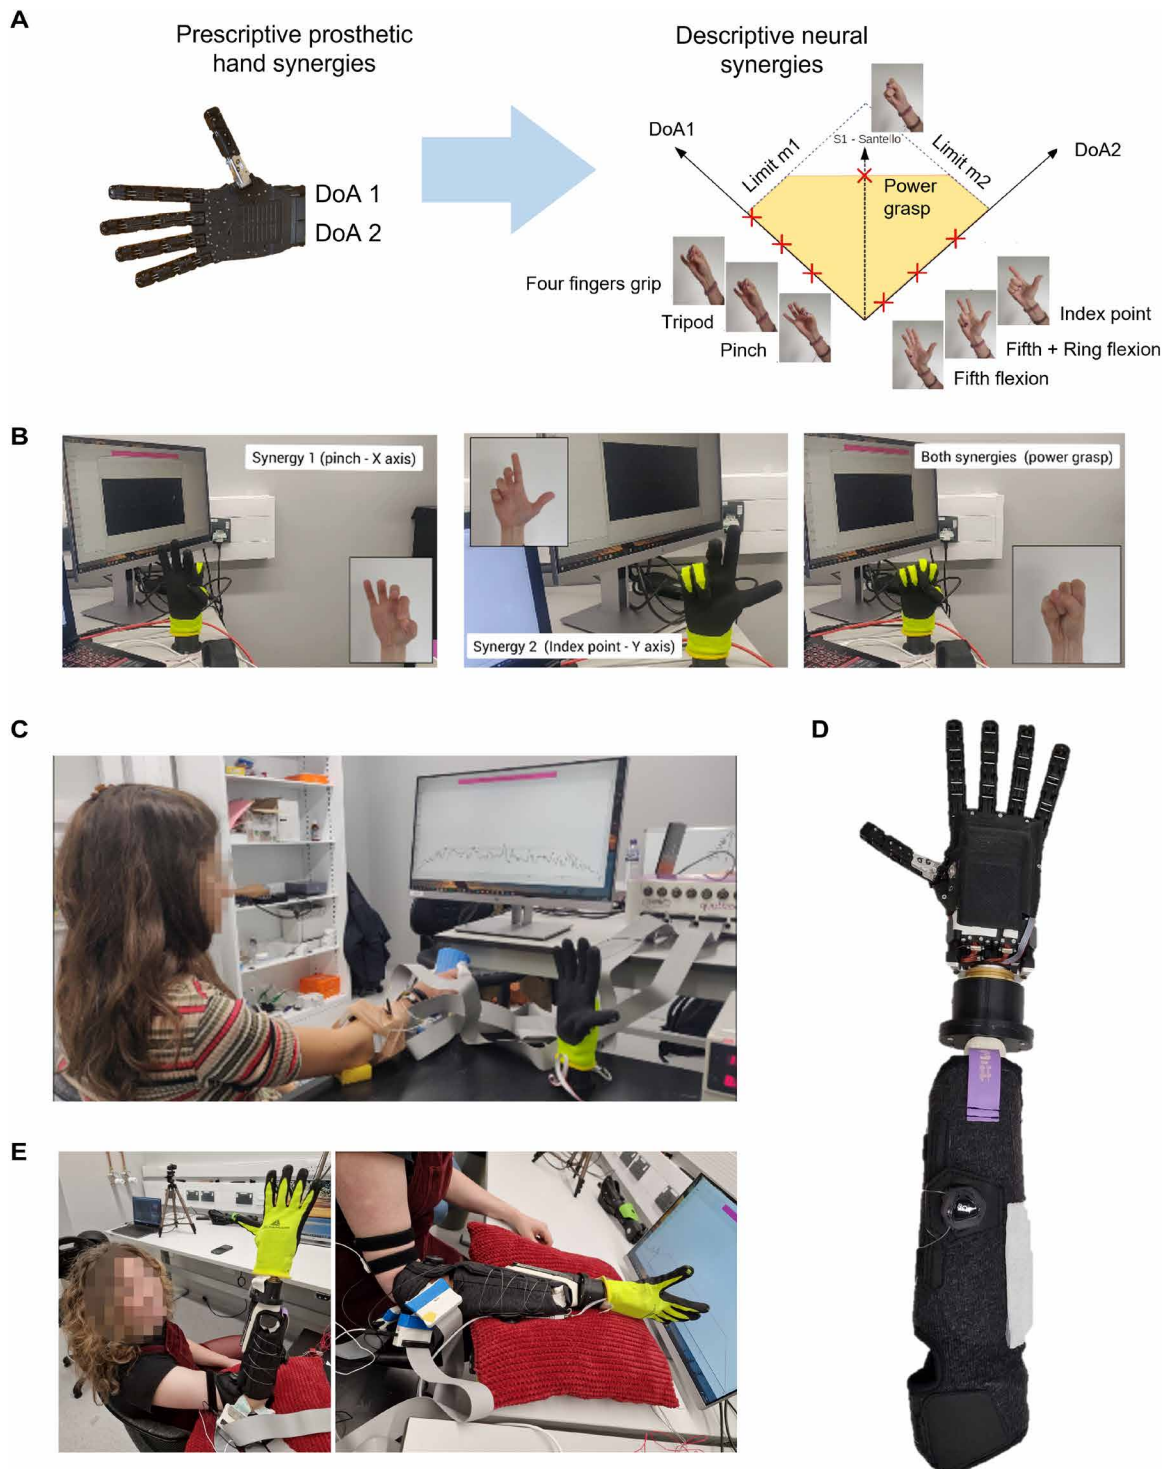 A
Prescriptive prosthetic
hand synergies
DoA 1
DoA 2
Descriptive neural
synergies
DoA1
Limit m1
S1 - Santello
Limit m2
DoA2
Power
grasp
Four fingers grip
Tripod
Pinch
Index point
Fifth + Ring flexion
Fifth flexion
B
Synergy 1 (pinch - X axis)
Synergy 2 (Index point - Y axis)
Both synergies (power grasp)
C
D
E